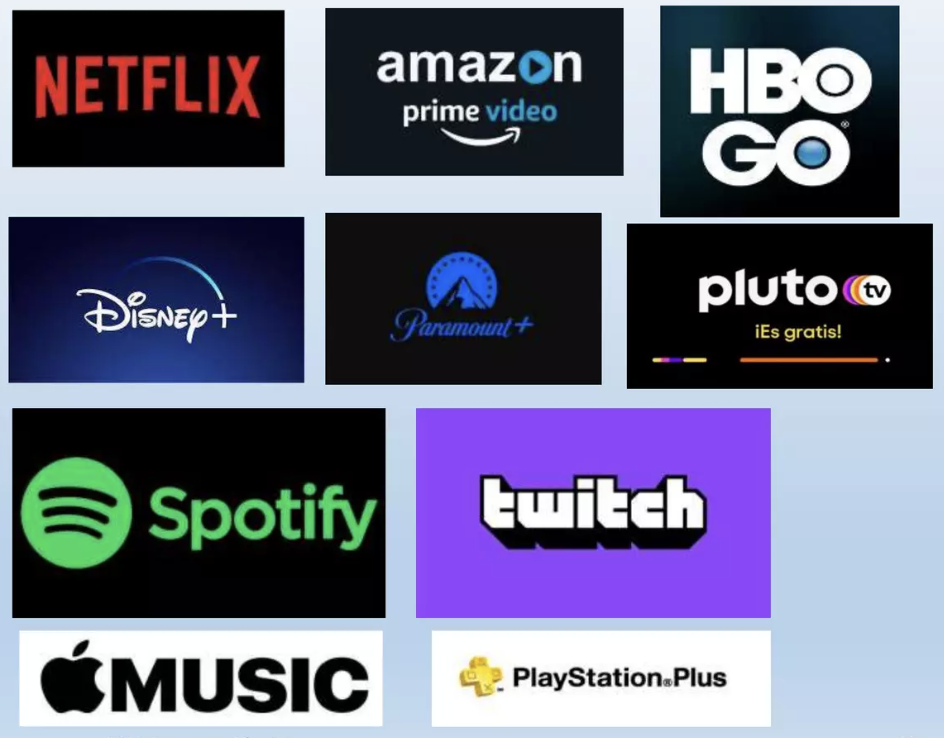 NETFLIX
amazon
prime video
HBO
GO®
Disney+
Paramount+
pluto tv
¡Es gratis!
Spotify
twitch
MUSIC
PlayStation®Plus